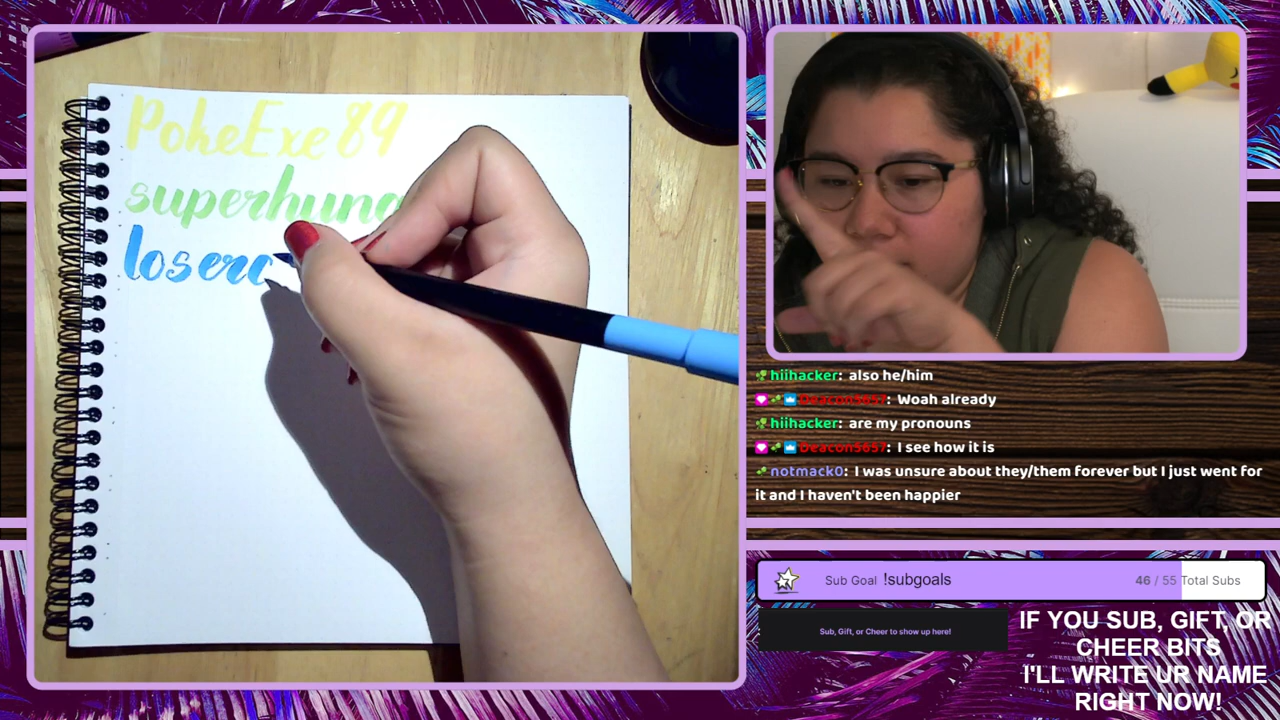 PokeExe89
superhung
loserc
hiihacker: also he/him
Deacon5657: Woah already
hiihacker: are my pronouns
Deacon5657: I see how it is
notmack0: I was unsure about they/them forever but I just went for
it and I haven't been happier
Sub Goal !subgoals 46 / 55 Total Subs
Sub, Gift, or Cheer to show up here!
IF YOU SUB, GIFT, OR
CHEER BITS
I'LL WRITE UR NAME
RIGHT NOW!